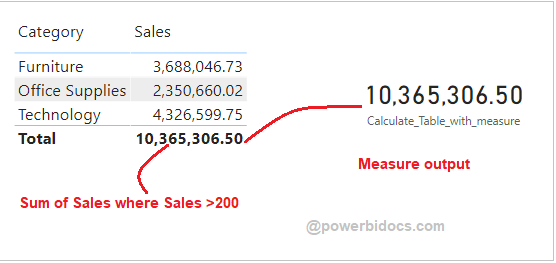 Category Sales
Furniture 3,688,046.73
Office Supplies 2,350,660.02
Technology 4,326,599.75
Total 10,365,306.50
Sum of Sales where Sales >200
10,365,306.50
Calculate_Table_with_measure
Measure output
@powerbidocs.com